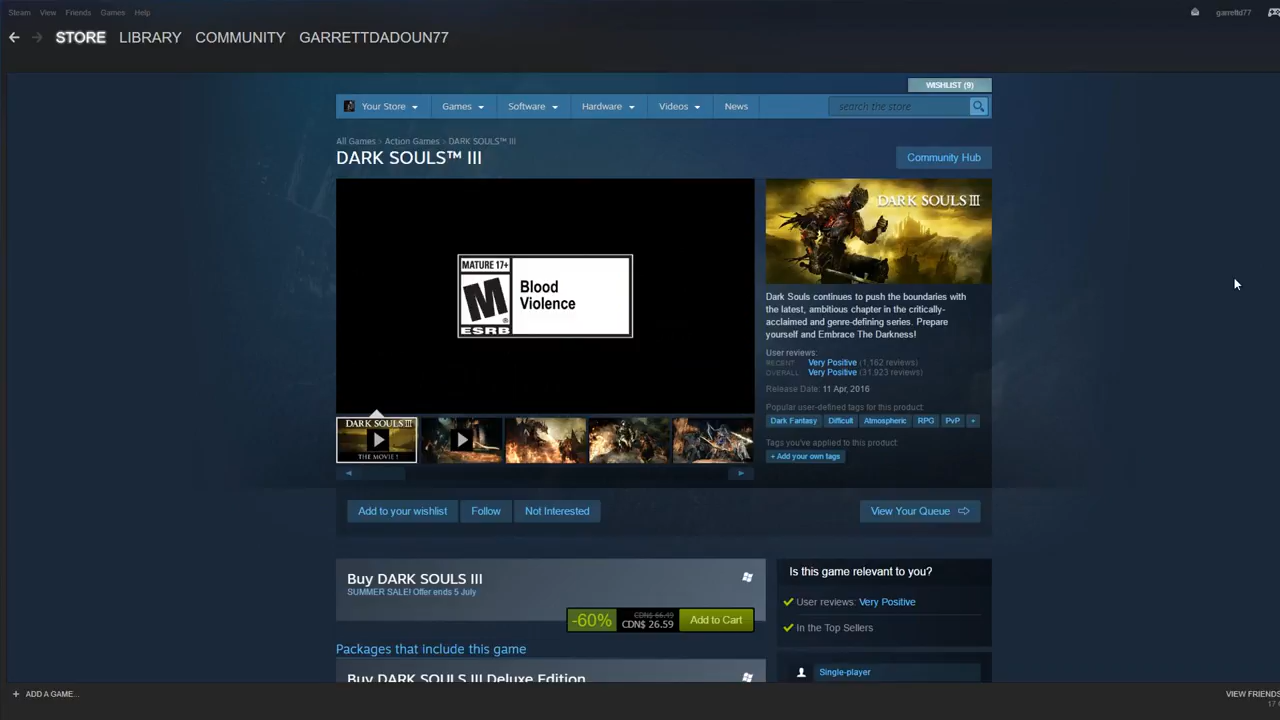 Steam View Friends Games Help
garrettd77
STORE LIBRARY COMMUNITY GARRETTDADOUN77
WISHLIST (9)
Your Store Games Software Hardware Videos News search the store
All Games > Action Games > DARK SOULS™ III
DARK SOULS™ III
Community Hub
MATURE 17+
M
ESRB
Blood
Violence
DARK SOULS III
Dark Souls continues to push the boundaries with
the latest, ambitious chapter in the critically-
acclaimed and genre-defining series. Prepare
yourself and Embrace The Darkness!
User reviews:
RECENT Very Positive (1,162 reviews)
OVERALL Very Positive (31,923 reviews)
Release Date: 11 Apr, 2016
Popular user-defined tags for this product:
Dark Fantasy Difficult Atmospheric RPG PvP +
Tags you've applied to this product:
+ Add your own tags
DARK SOULS III
THE MOVIE !
Add to your wishlist Follow Not Interested View Your Queue
Buy DARK SOULS III
SUMMER SALE! Offer ends 5 July
-60% CDN$ 66.49
CDN$ 26.59 Add to Cart
Is this game relevant to you?
User reviews: Very Positive
In the Top Sellers
Packages that include this game
Buy DARK SOULS III Deluxe Edition
Single-player
+ ADD A GAME...
VIEW FRIENDS